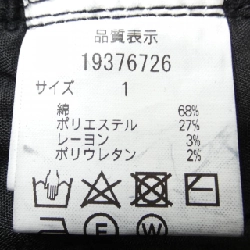 品質表示
19376726
サイズ 1
綿 68%
ポリエステル 27%
レーヨン 3%
ポリウレタン 2%